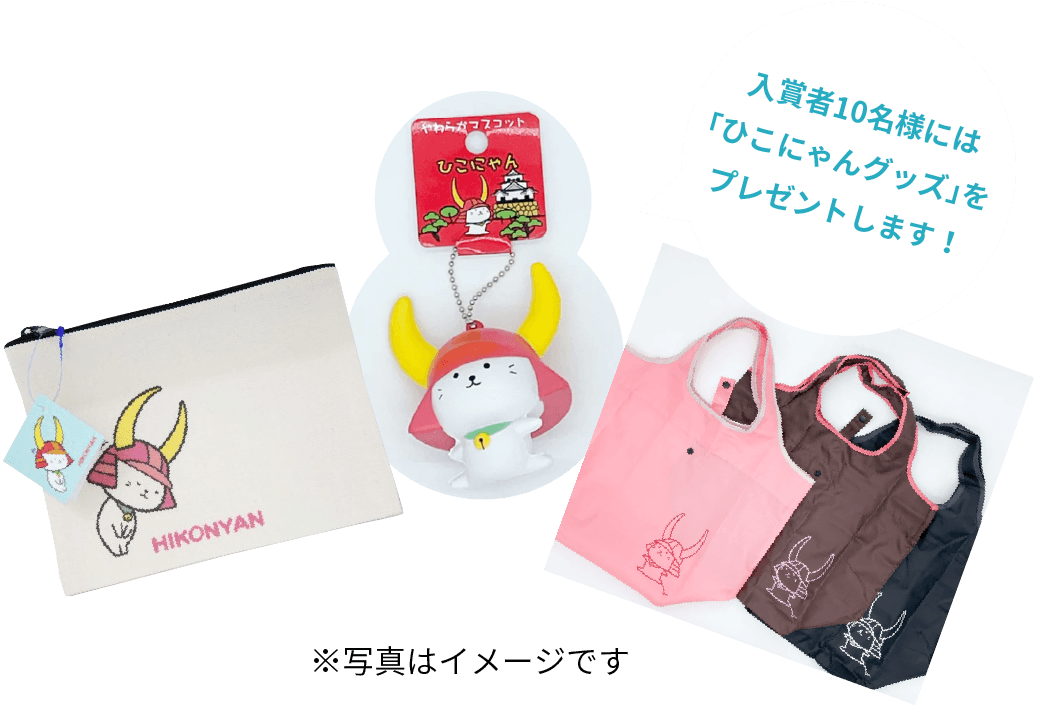 入賞者10名様には
「ひこにゃんグッズ」を
プレゼントします！
やわらかマスコット
ひこにゃん
HIKONYAN
HIKONYAN
※写真はイメージです